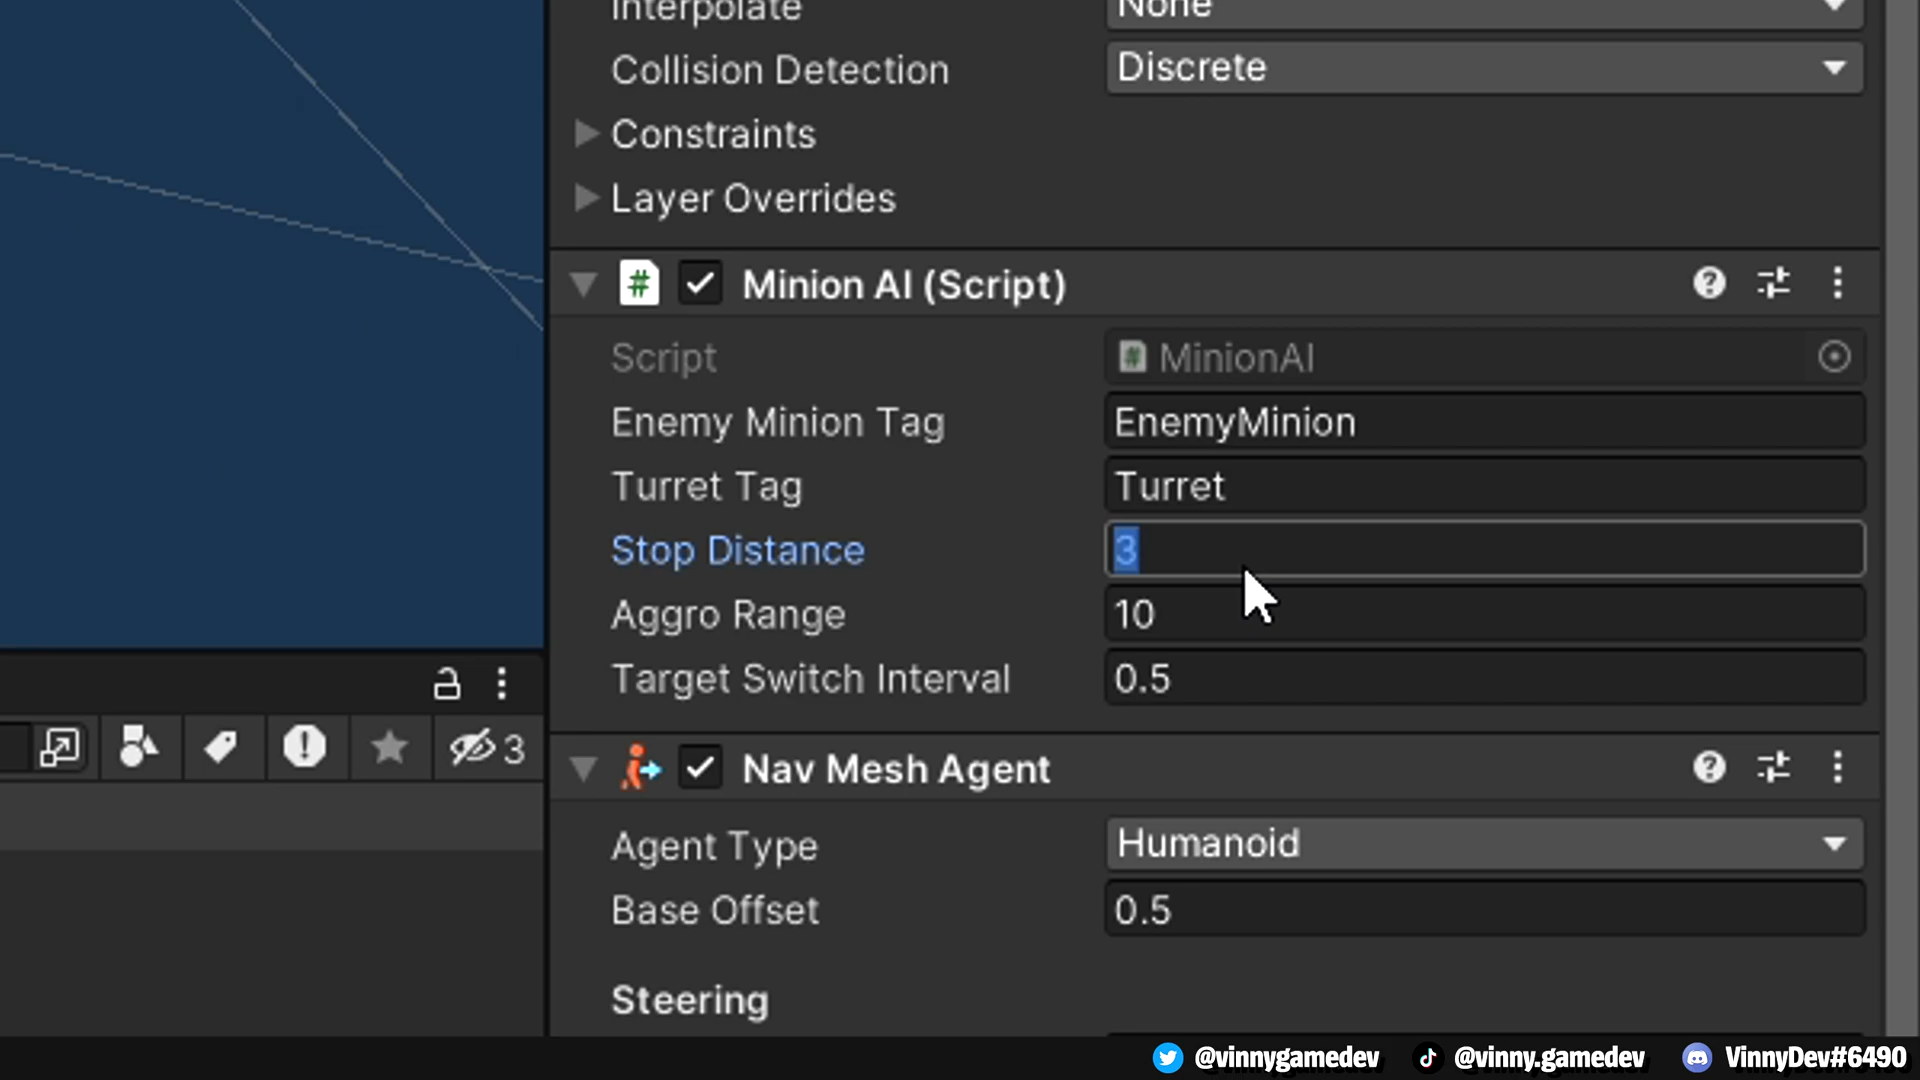 Interpolate None
Collision Detection Discrete
Constraints
Layer Overrides
# Minion AI (Script)
Script # MinionAI
Enemy Minion Tag EnemyMinion
Turret Tag Turret
Stop Distance 3
Aggro Range 10
Target Switch Interval 0.5
3
Nav Mesh Agent
Agent Type Humanoid
Base Offset 0.5
Steering
@vinnygamedev @vinny.gamedev VinnyDev#6490